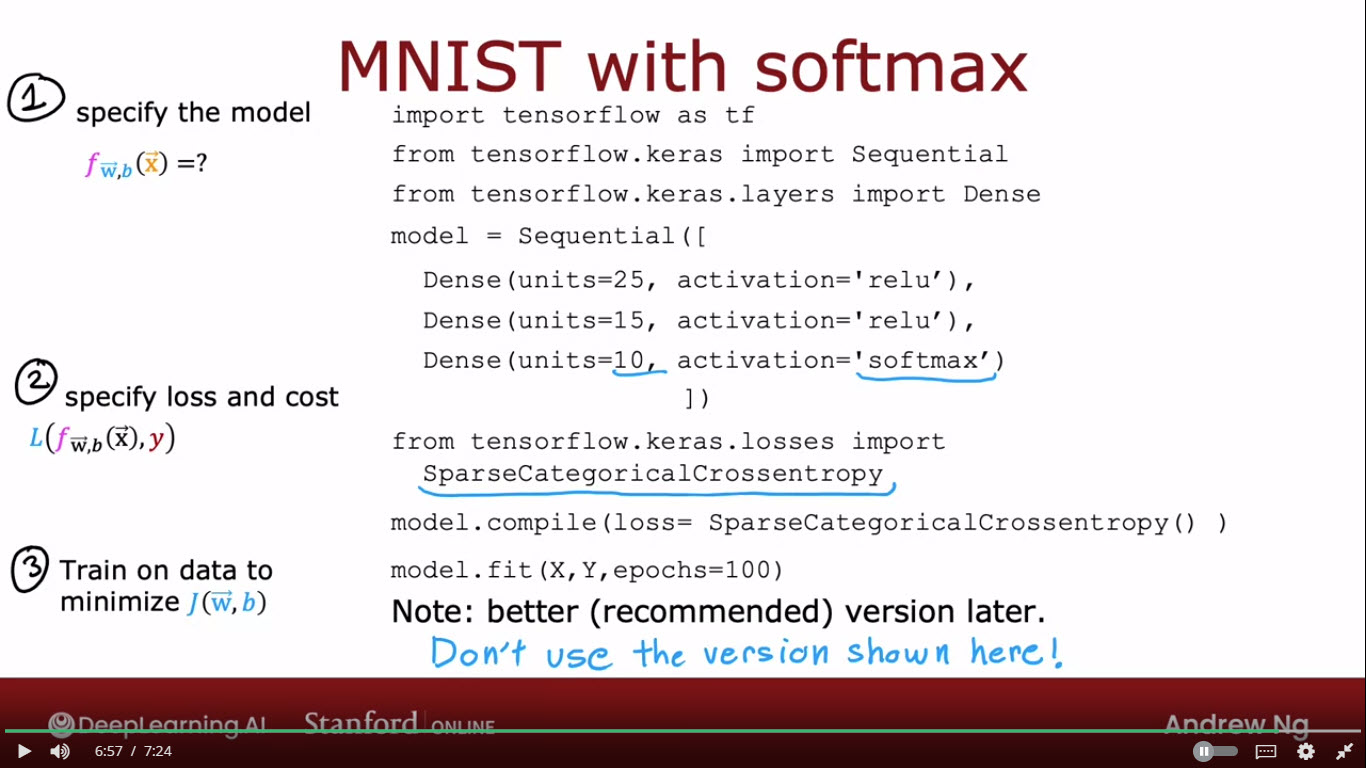 MNIST with softmax
1 specify the model
f w⃗,b (x⃗) =?
import tensorflow as tf
from tensorflow.keras import Sequential
from tensorflow.keras.layers import Dense
model = Sequential([
Dense(units=25, activation='relu’),
Dense(units=15, activation='relu’),
Dense(units=10, activation='softmax’)
])
2 specify loss and cost
L(f w⃗,b (x⃗), y)
from tensorflow.keras.losses import
SparseCategoricalCrossentropy
model.compile(loss= SparseCategoricalCrossentropy() )
3 Train on data to
minimize J(w⃗, b)
model.fit(X,Y,epochs=100)
Note: better (recommended) version later.
Don't use the version shown here!
DeepLearning.AI Stanford | ONLINE Andrew Ng
6:57 / 7:24